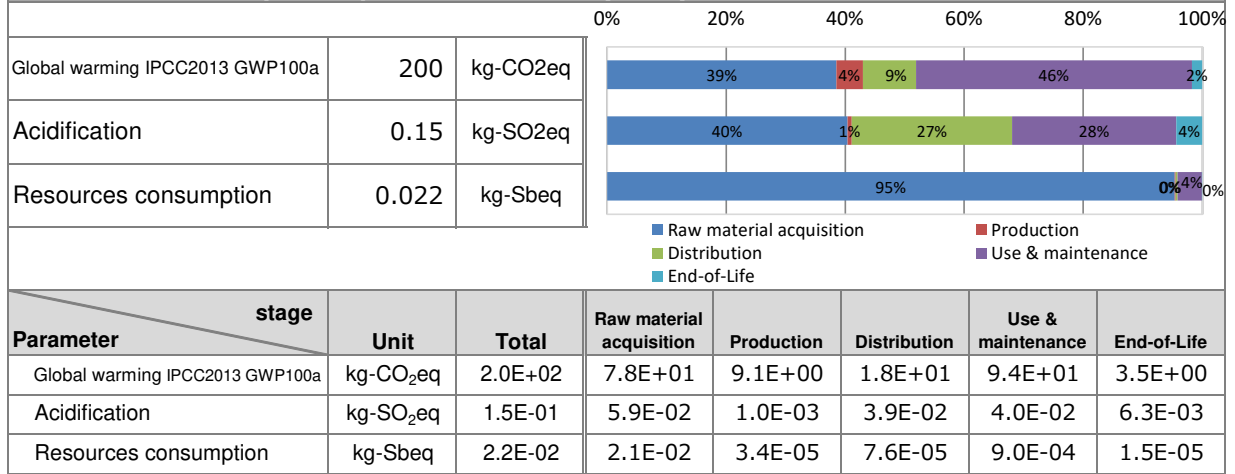 0% 20% 40% 60% 80% 100%
Global warming IPCC2013 GWP100a 200 kg-CO2eq
39% 4% 9% 46% 2%
Acidification 0.15 kg-SO2eq
40% 1% 27% 28% 4%
Resources consumption 0.022 kg-Sbeq
95% 0% 4% 0%
Raw material acquisition Production
Distribution Use & maintenance
End-of-Life
stage
Parameter Unit Total Raw material acquisition Production Distribution Use & maintenance End-of-Life
Global warming IPCC2013 GWP100a kg-CO₂eq 2.0E+02 7.8E+01 9.1E+00 1.8E+01 9.4E+01 3.5E+00
Acidification kg-SO₂eq 1.5E-01 5.9E-02 1.0E-03 3.9E-02 4.0E-02 6.3E-03
Resources consumption kg-Sbeq 2.2E-02 2.1E-02 3.4E-05 7.6E-05 9.0E-04 1.5E-05